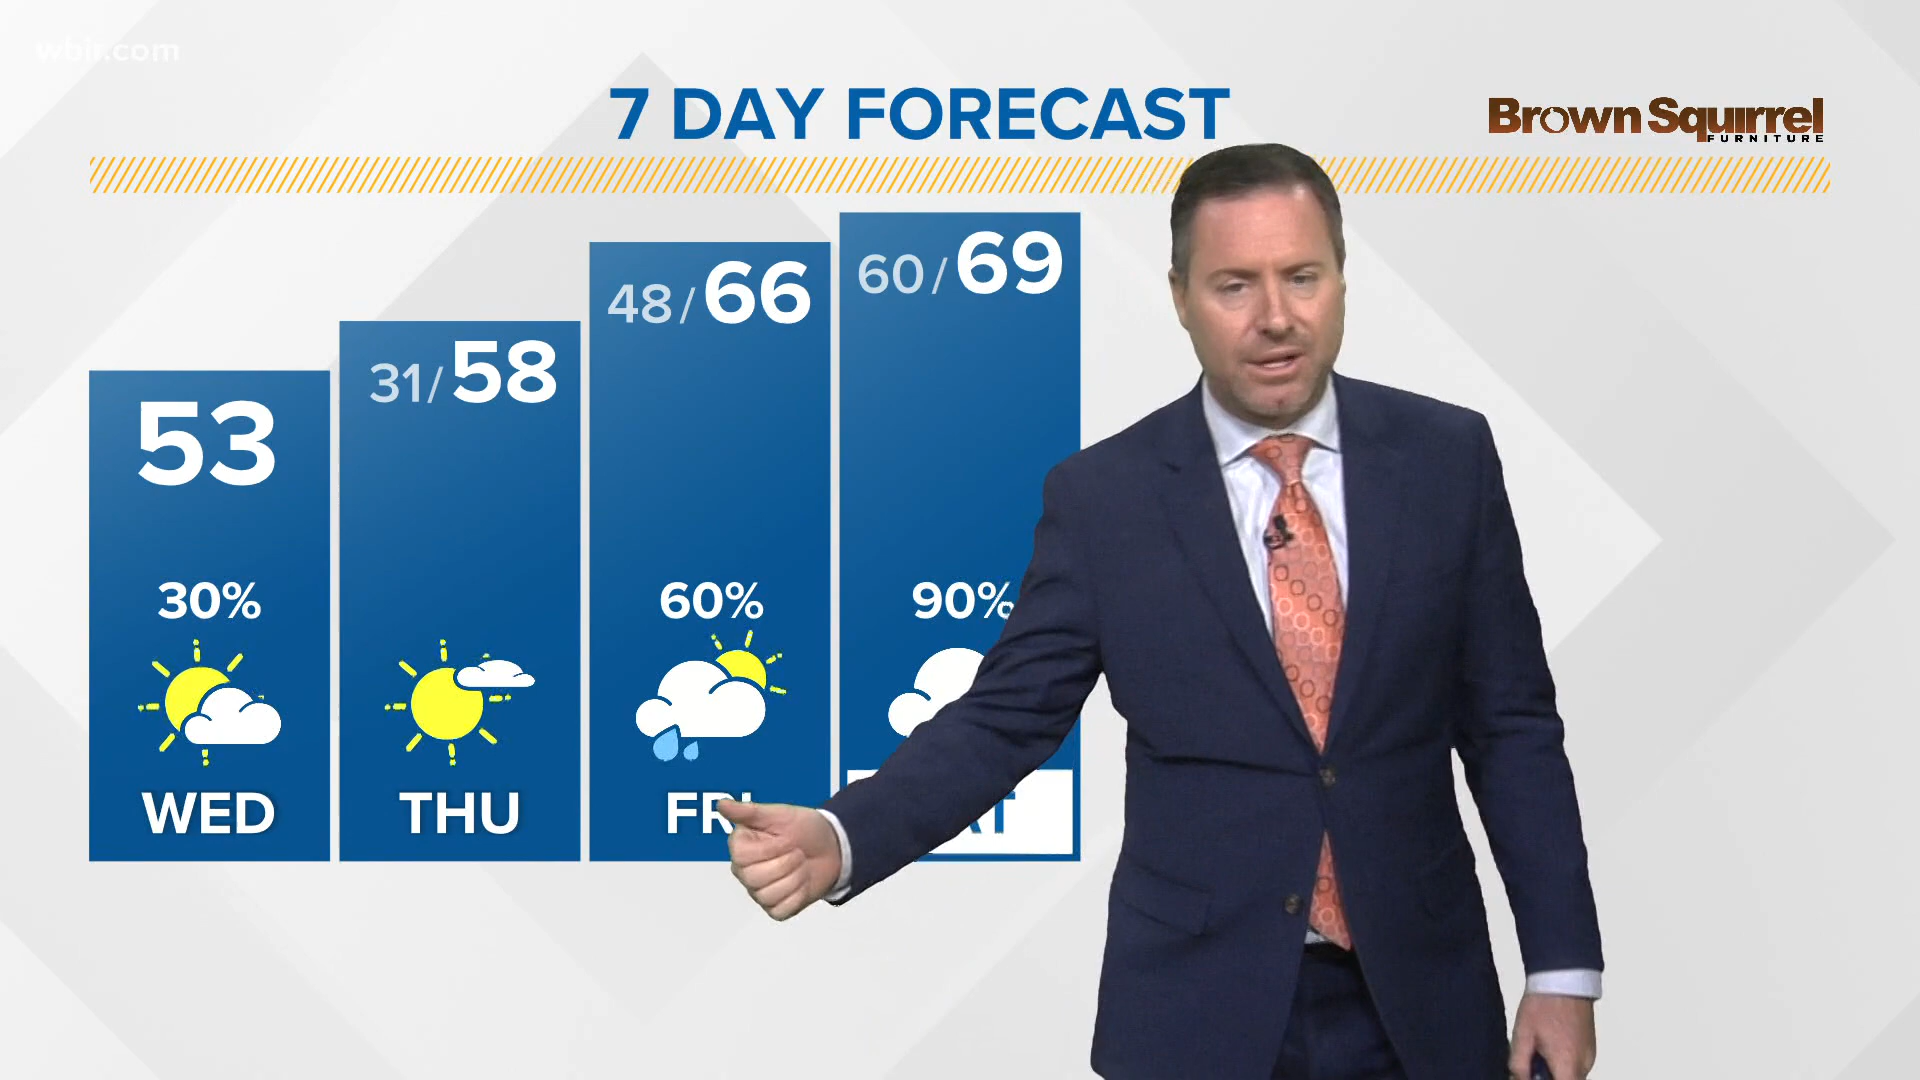 wbir.com
7 DAY FORECAST
Brown Squirrel
FURNITURE
53
31/58
48/66
60/69
30%
60%
90%
WED
THU
FRI